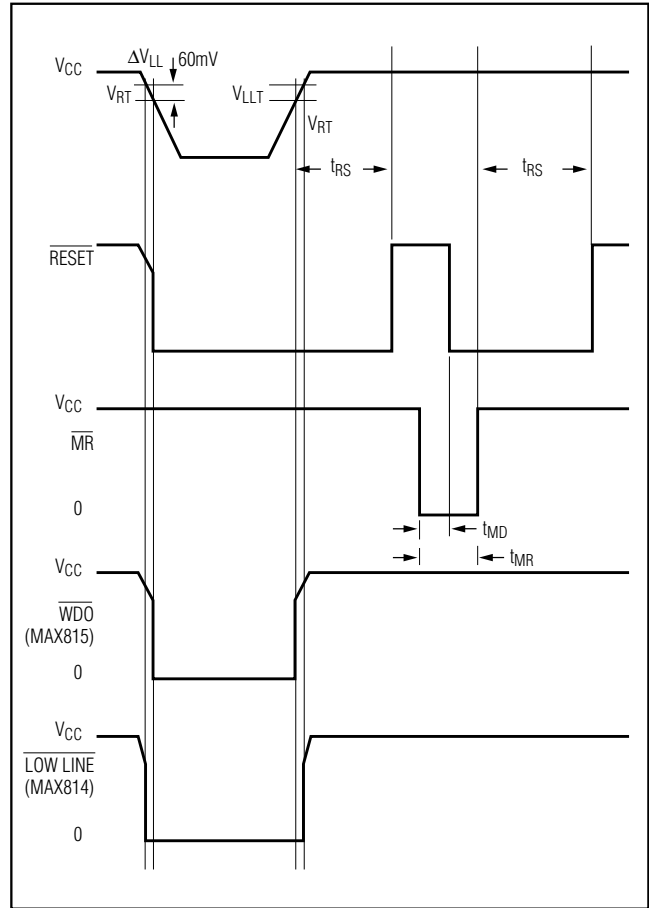 ΔVLL 60mV
VCC
VRT VLLT
VRT
tRS tRS
RESET
VCC
MR
0
tMD
tMR
VCC
WDO
(MAX815)
0
VCC
LOW LINE
(MAX814)
0